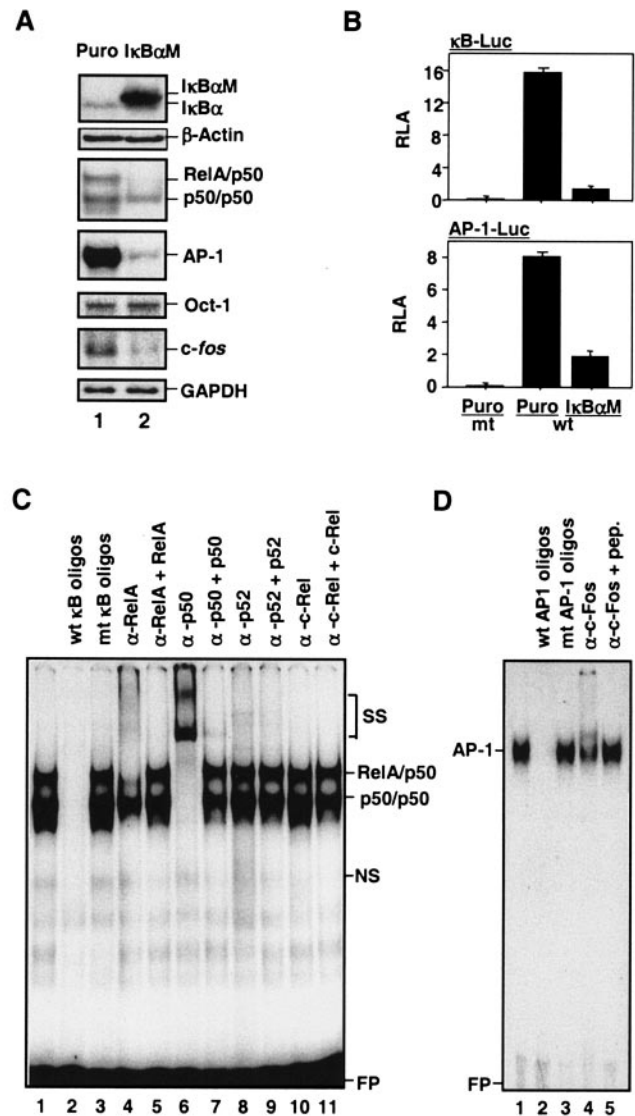 A
Puro IκBαM
IκBαM
IκBα
β-Actin
RelA/p50
p50/p50
AP-1
Oct-1
c-fos
GAPDH
1 2
B
κB-Luc
RLA
16
12
8
4
0
AP-1-Luc
RLA
8
6
4
2
0
Puro Puro IκBαM
mt wt
C
wt κB oligos
mt κB oligos
α-RelA
α-RelA + RelA
α -p50
α -p50 + p50
α -p52
α -p52 + p52
α -c-Rel
α -c-Rel + c-Rel
SS
RelA/p50
p50/p50
NS
FP
1 2 3 4 5 6 7 8 9 10 11
D
wt AP1 oligos
mt AP-1 oligos
α-c-Fos
α-c-Fos + pep.
AP-1
FP
1 2 3 4 5